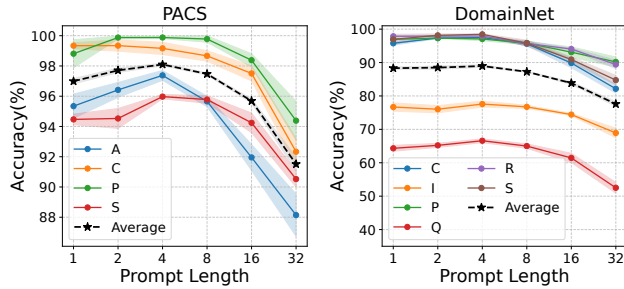 PACS
Accuracy(%)
100
98
96
94
92
90
88
A
C
P
S
Average
1 2 4 8 16 32
Prompt Length
DomainNet
Accuracy(%)
100
90
80
70
60
50
40
C R
I S
P Average
Q
1 2 4 8 16 32
Prompt Length